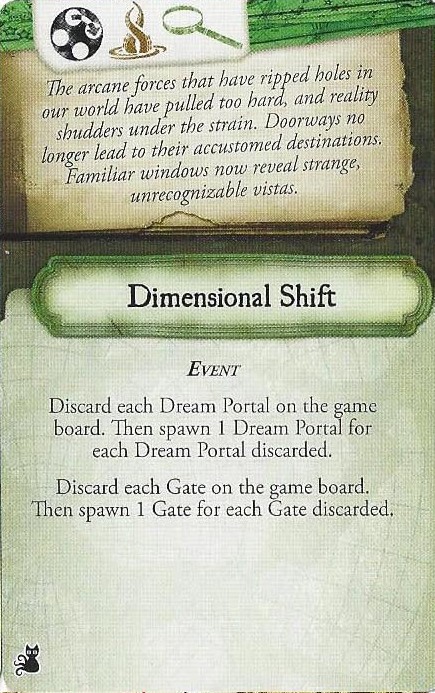 The arcane forces that have ripped holes in
our world have pulled too hard, and reality
shudders under the strain. Doorways no
longer lead to their accustomed destinations.
Familiar windows now reveal strange,
unrecognizable vistas.
Dimensional Shift
Event
Discard each Dream Portal on the game
board. Then spawn 1 Dream Portal for
each Dream Portal discarded.
Discard each Gate on the game board.
Then spawn 1 Gate for each Gate discarded.